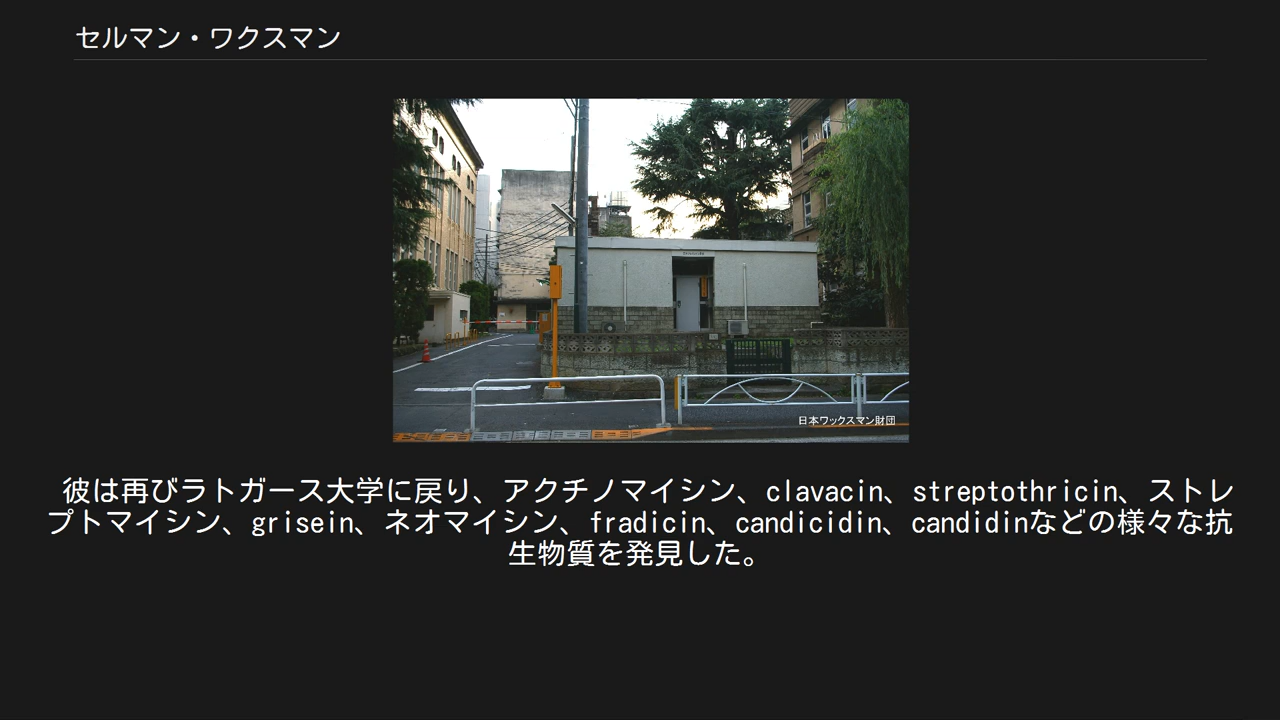 セルマン・ワクスマン
日本ワックスマン財団
彼は再びラトガース大学に戻り、アクチノマイシン、clavacin、streptothricin、ストレ
プトマイシン、grisein、ネオマイシン、fradicin、candicidin、candidinなどの様々な抗
生物質を発見した。